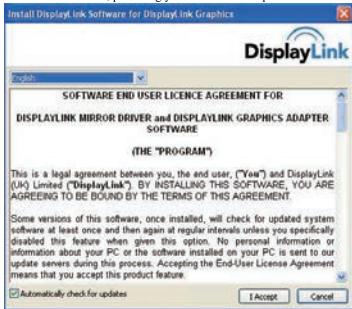 Install DisplayLink Software for DisplayLink Graphics
DisplayLink
English
SOFTWARE END USER LICENCE AGREEMENT FOR
DISPLAYLINK MIRROR DRIVER and DISPLAYLINK GRAPHICS ADAPTER
SOFTWARE
(THE "PROGRAM")
This is a legal agreement between you, the end user, ("You") and DisplayLink
(UK) Limited ("DisplayLink"). BY INSTALLING THIS SOFTWARE, YOU ARE
AGREEING TO BE BOUND BY THE TERMS OF THIS AGREEMENT.
Some versions of this software, once installed, will check for updated system
software at least once and then again at regular intervals unless you specifically
disabled this feature when given this option. No personal information or
information about your PC or the software installed on your PC is sent to our
update servers during this process. Accepting the End-User License Agreement
means that you accept this product feature.
Automatically check for updates
I Accept
Cancel